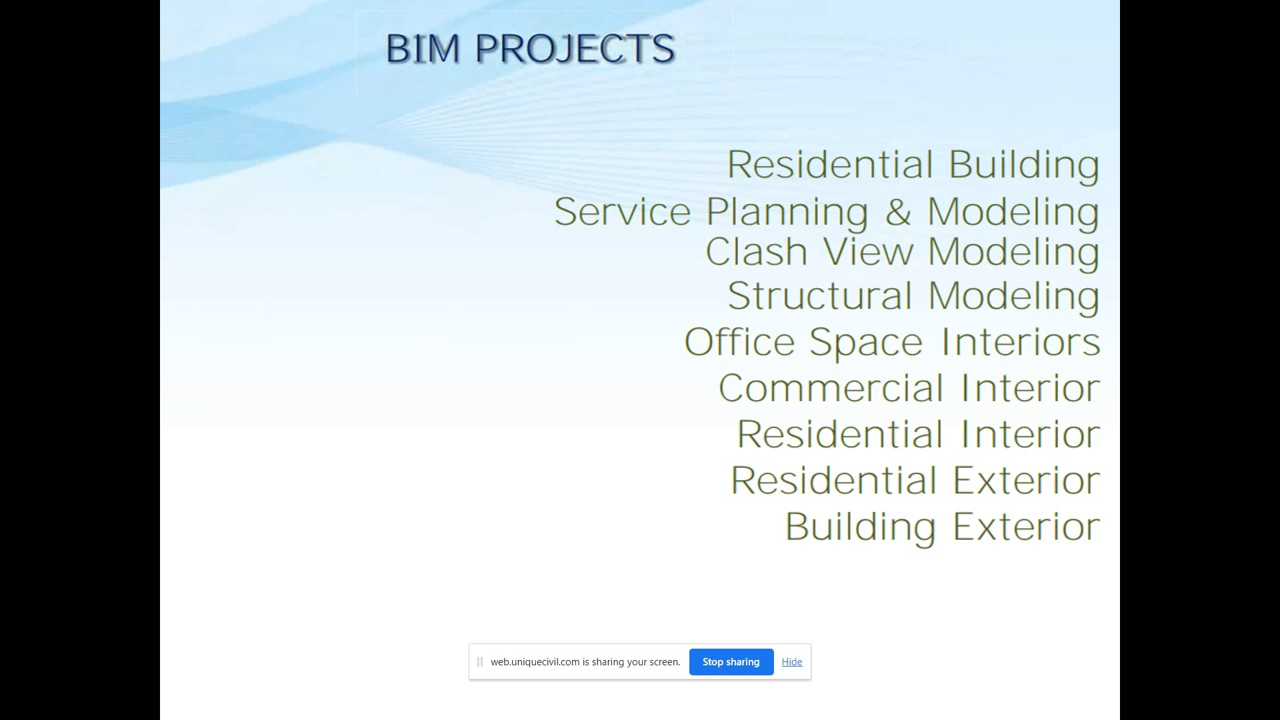 BIM PROJECTS
Residential Building
Service Planning & Modeling
Clash View Modeling
Structural Modeling
Office Space Interiors
Commercial Interior
Residential Interior
Residential Exterior
Building Exterior
web.uniquecivil.com is sharing your screen. Stop sharing Hide